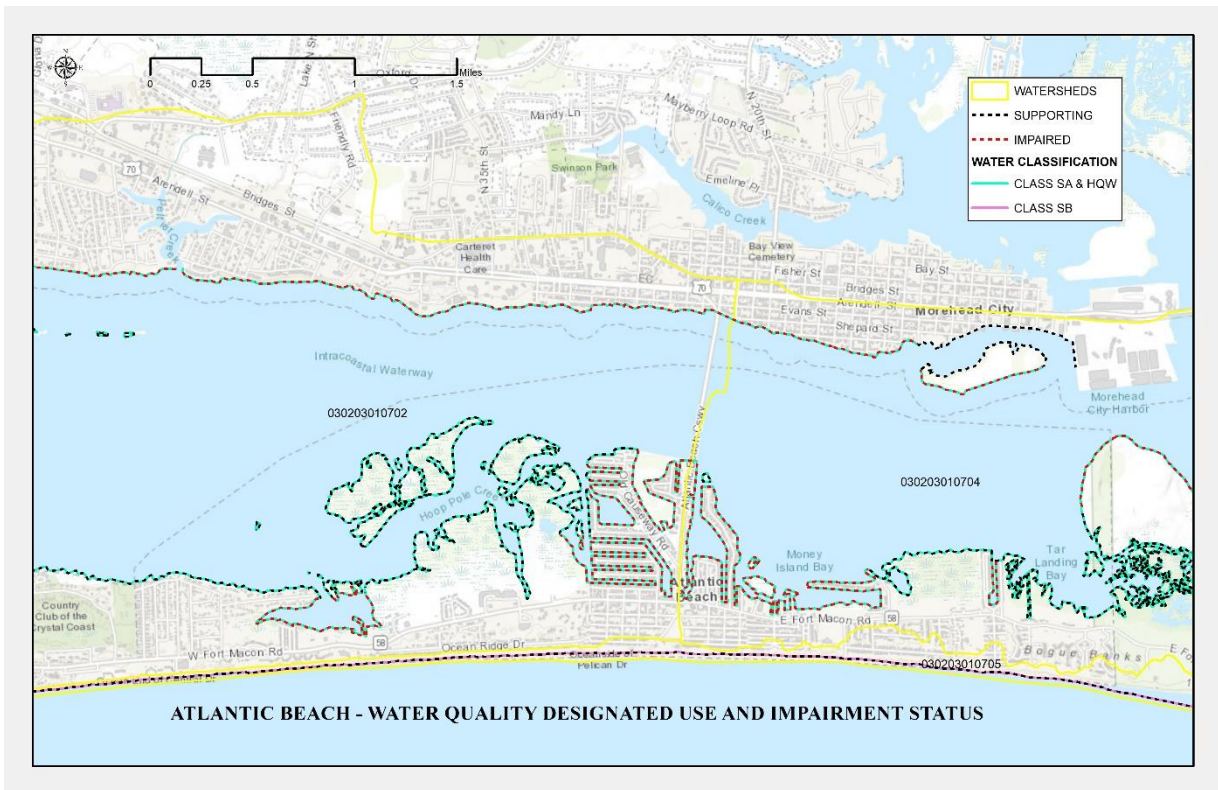 Lake N St
Oxford
Miles
0 0.25 0.5 1 1.5
N 20th St
Mayberry Loop Rd
Mandy Ln
Friendly Rd
N 35th St
Swinson Park
Emeline Pl
Calico Creek
70
Arendell St
Bridges St
Carteret
Health
Care
Bay View
Cemetery
Fisher St
Bay St
70
Bridges St
Arendell St
Evans St
Morehead City
Shepard St
WATERSHEDS
SUPPORTING
IMPAIRED
WATER CLASSIFICATION
CLASS SA & HQW
CLASS SB
Intracoastal Waterway
Morehead
City Harbor
030203010702
030203010704
Hoop Pole Creek
Old Causeway Rd
Money
Island Bay
Tar
Landing
Bay
Atlantic
Beach
Country
Club of the
Crystal Coast
E Fort Macon Rd
58
W Fort Macon Rd
58
Ocean Ridge Dr
Bogue Banks
Pelican Dr
030203010705
ATLANTIC BEACH - WATER QUALITY DESIGNATED USE AND IMPAIRMENT STATUS